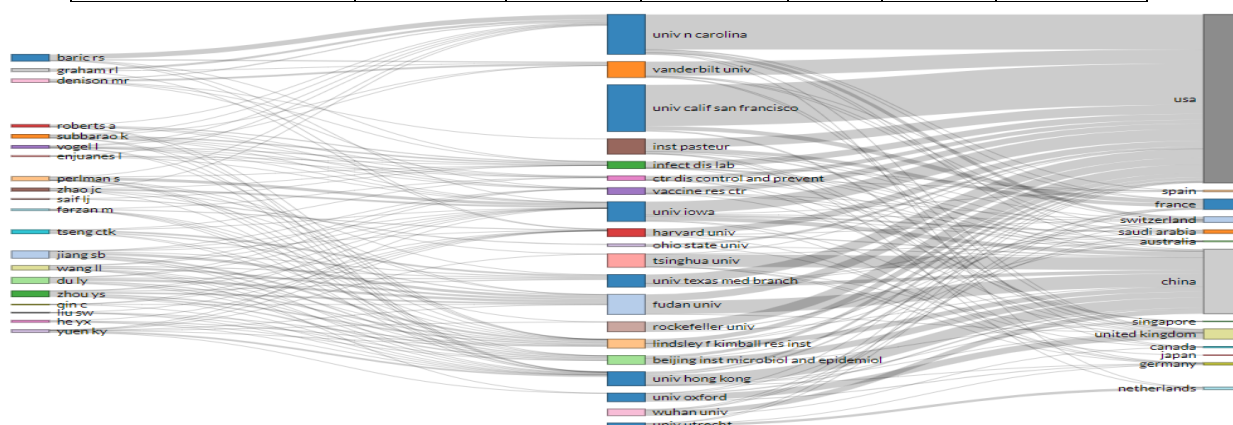 baric rs
graham rl
denison mr
roberts a
subbarao k
vogel l
enjuanes l
perlman s
zhao jc
saif lj
farzan m
tseng ctk
jiang sb
wang ll
du ly
zhou ys
qin c
liu sw
he yx
yuen ky
univ n carolina
vanderbilt univ
univ calif san francisco
inst pasteur
infect dis lab
ctr dis control and prevent
vaccine res ctr
univ iowa
harvard univ
ohio state univ
tsinghua univ
univ texas med branch
fudan univ
rockefeller univ
lindsley f kimball res inst
beijing inst microbiol and epidemiol
univ hong kong
univ oxford
wuhan univ
univ utrecht
usa
spain
france
switzerland
saudi arabia
australia
china
singapore
united kingdom
canada
japan
germany
netherlands